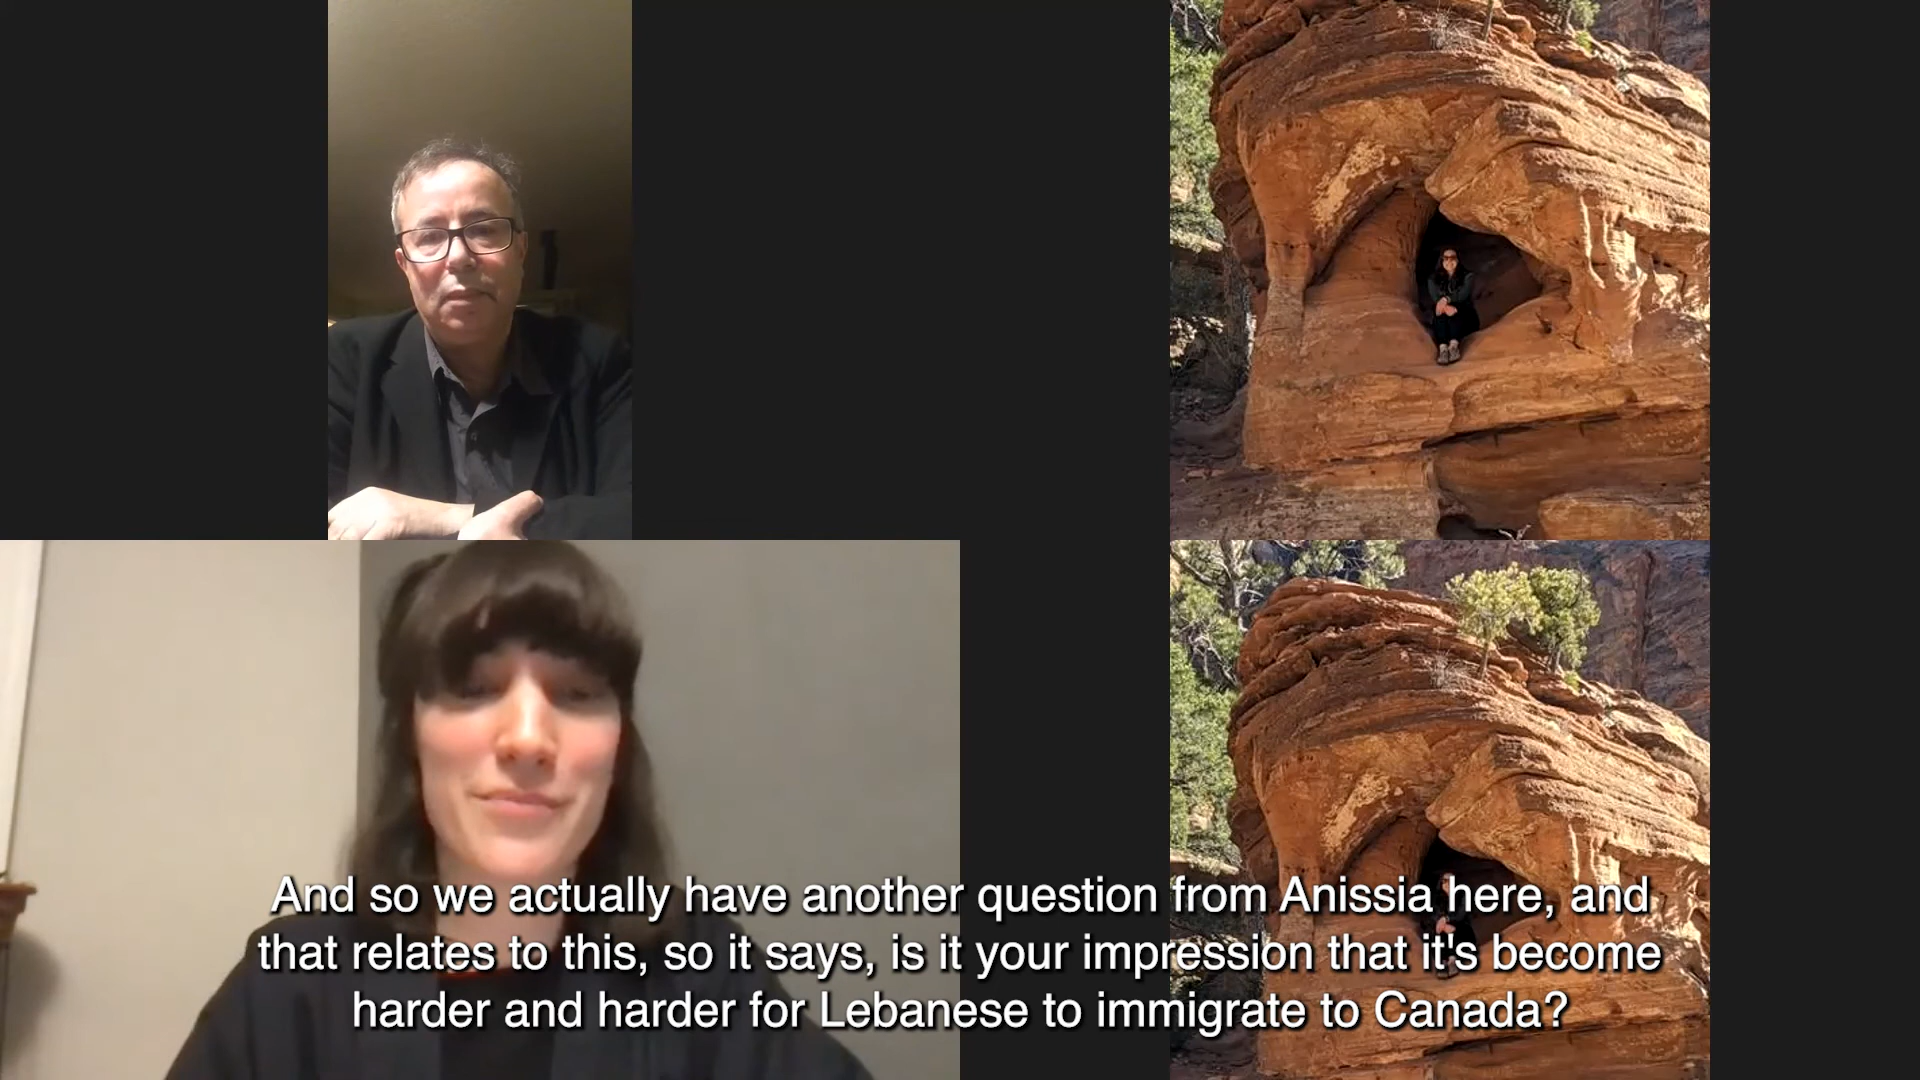 And so we actually have another question from Anissia here, and
that relates to this, so it says, is it your impression that it's become
harder and harder for Lebanese to immigrate to Canada?